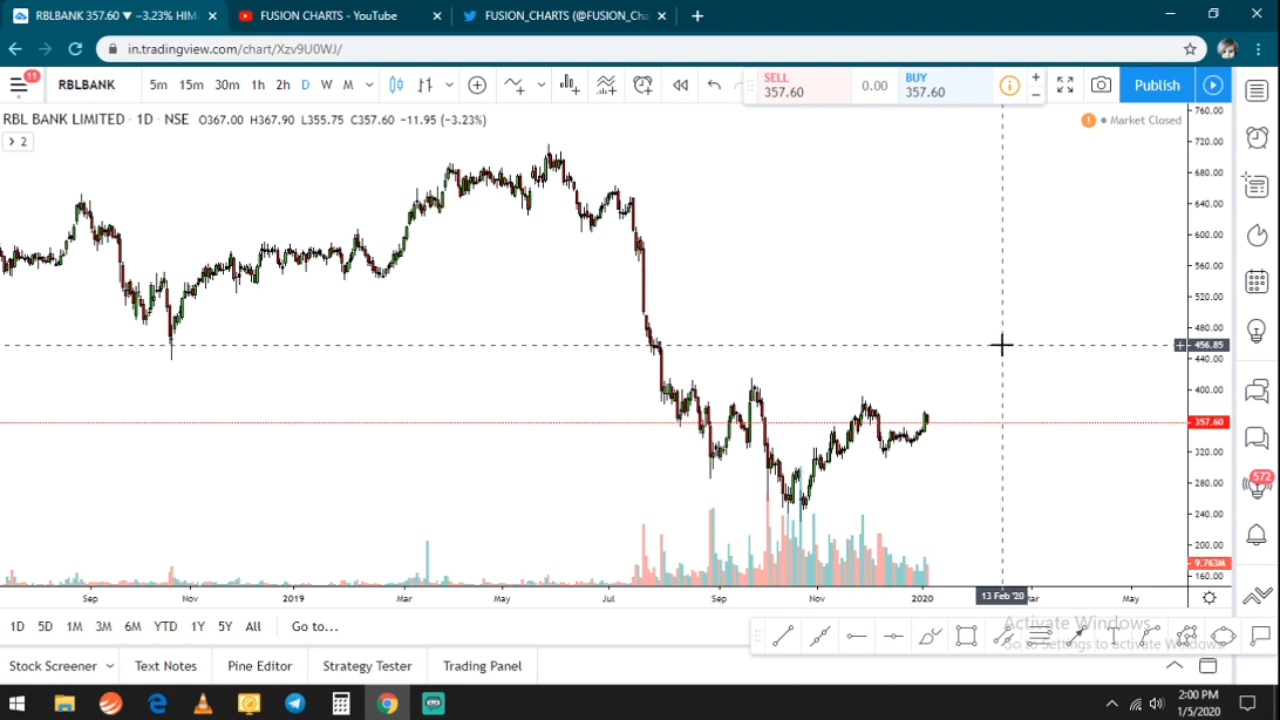 RBLBANK 357.60 ▼ −3.23% HIM
FUSION CHARTS - YouTube
FUSION_CHARTS (@FUSION_Cha
in.tradingview.com/chart/Xzv9U0WJ/
11
RBLBANK 5m 15m 30m 1h 2h D W M
SELL 357.60 0.00 BUY 357.60 + −
Publish
RBL BANK LIMITED · 1D · NSE O367.00 H367.90 L355.75 C357.60 −11.95 (−3.23%)
Market Closed
2
760.00
720.00
680.00
640.00
600.00
560.00
520.00
480.00
456.85
440.00
400.00
357.60
320.00
280.00
572
240.00
200.00
9.763M
160.00
Sep Nov 2019 Mar May Jul Sep Nov 2020 13 Feb '20 Mar May
1D 5D 1M 3M 6M YTD 1Y 5Y All Go to...
T
Activate Windows
Go to Settings to activate Windows.
Stock Screener Text Notes Pine Editor Strategy Tester Trading Panel
2:00 PM
1/5/2020